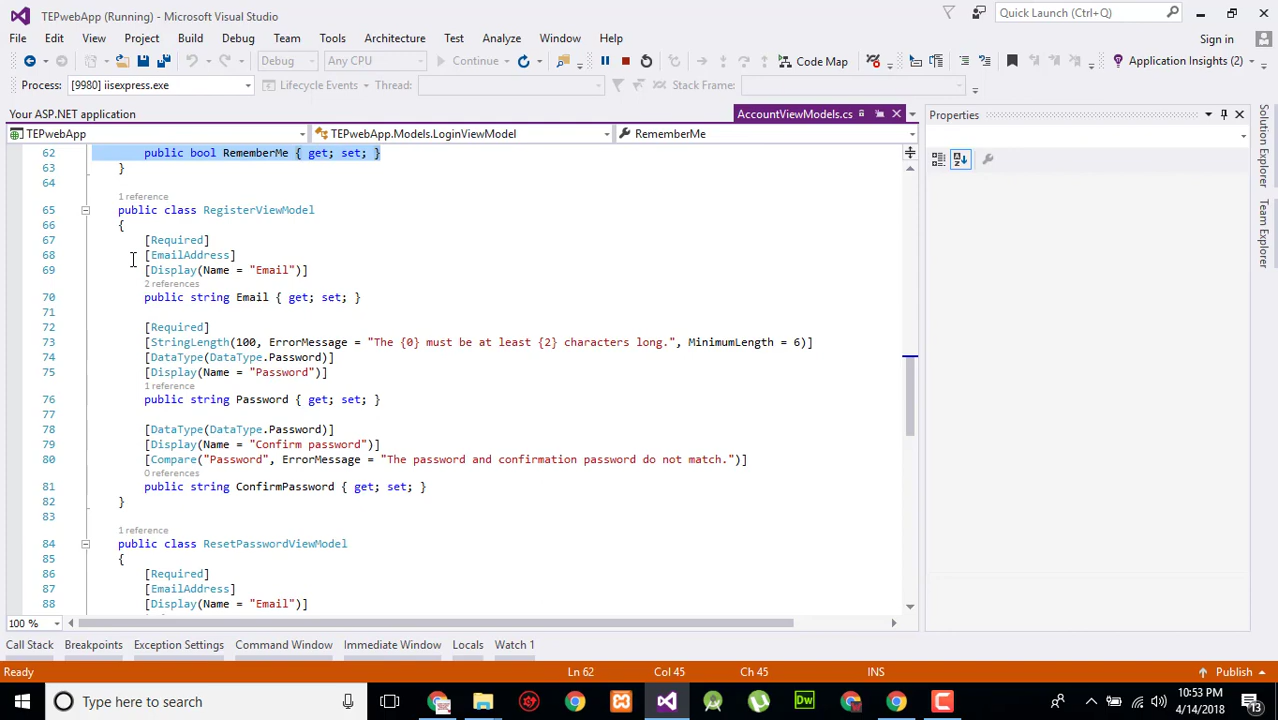 TEPwebApp (Running) - Microsoft Visual Studio
Quick Launch (Ctrl+Q)
File Edit View Project Build Debug Team Tools Architecture Test Analyze Window Help
Sign in
Debug Any CPU Continue Code Map Application Insights (2)
Process: [9980] iisexpress.exe Lifecycle Events Thread: Stack Frame:
Your ASP.NET application AccountViewModels.cs Properties
TEPwebApp TEPwebApp.Models.LoginViewModel RememberMe
62 public bool RememberMe { get; set; }
63 }
64
1 reference
65 public class RegisterViewModel
66 {
67 [Required]
68 [EmailAddress]
69 [Display(Name = "Email")]
2 references
70 public string Email { get; set; }
71
72 [Required]
73 [StringLength(100, ErrorMessage = "The {0} must be at least {2} characters long.", MinimumLength = 6)]
74 [DataType(DataType.Password)]
75 [Display(Name = "Password")]
1 reference
76 public string Password { get; set; }
77
78 [DataType(DataType.Password)]
79 [Display(Name = "Confirm password")]
80 [Compare("Password", ErrorMessage = "The password and confirmation password do not match.")]
0 references
81 public string ConfirmPassword { get; set; }
82 }
83
1 reference
84 public class ResetPasswordViewModel
85 {
86 [Required]
87 [EmailAddress]
88 [Display(Name = "Email")]
100 %
Solution Explorer
Team Explorer
Call Stack Breakpoints Exception Settings Command Window Immediate Window Locals Watch 1
Ready Ln 62 Col 45 Ch 45 INS Publish
Type here to search
Dw
10:53 PM
4/14/2018
13